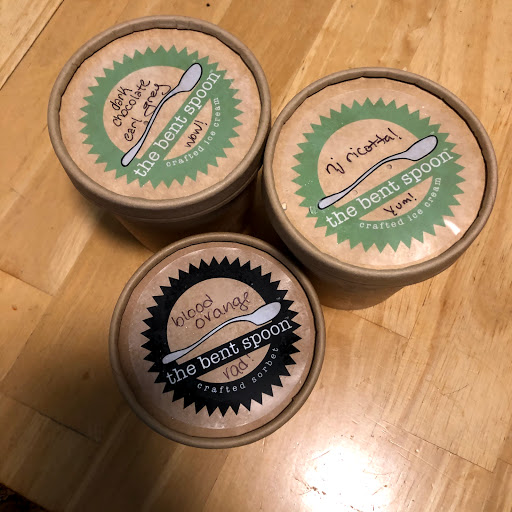 dark
chocolate
earl grey
wow!
the bent spoon
crafted ice cream
nj ricotta!
yum!
the bent spoon
crafted ice cream
blood
orange
the bent spoon
rad!
crafted sorbet